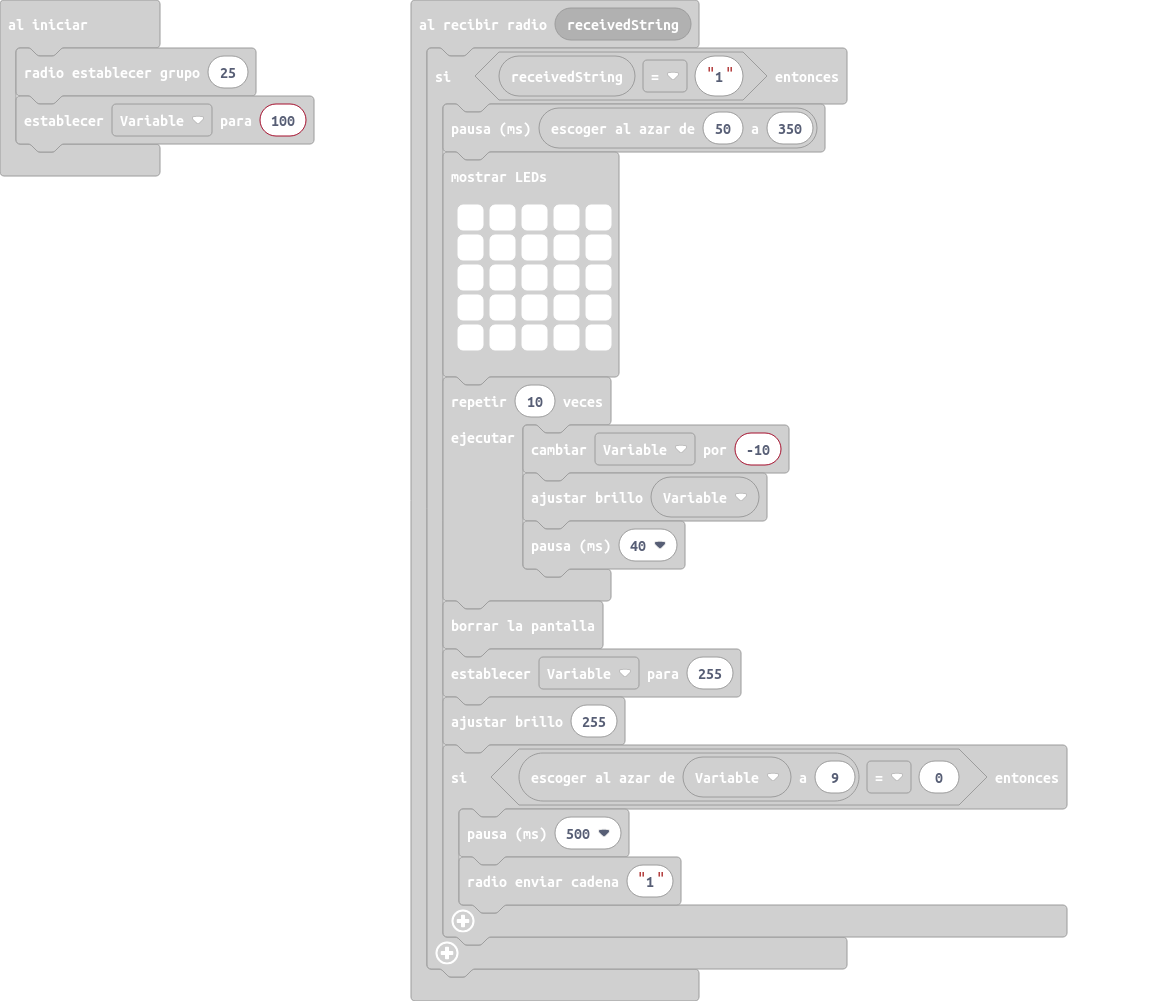 al iniciar
radio establecer grupo 25
establecer Variable para 100
al recibir radio receivedString
si receivedString = "1" entonces
pausa (ms) escoger al azar de 50 a 350
mostrar LEDs
repetir 10 veces
ejecutar cambiar Variable por -10
ajustar brillo Variable
pausa (ms) 40
borrar la pantalla
establecer Variable para 255
ajustar brillo 255
si escoger al azar de Variable a 9 = 0 entonces
pausa (ms) 500
radio enviar cadena "1"